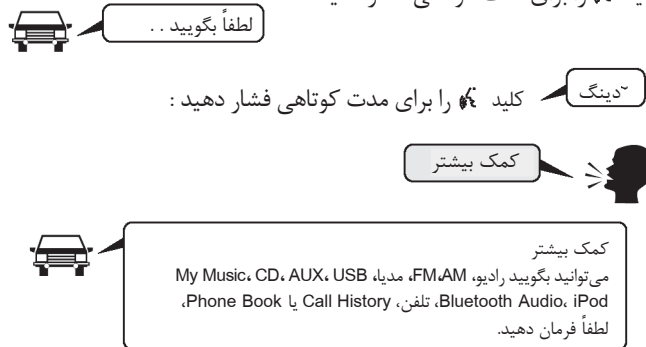 لطفاً بگویید . .
~دینگ
کلید را برای مدت کوتاهی فشار دهید :
کمک بیشتر
کمک بیشتر
می‌توانید بگویید رادیو، FM،AM، مدیا، My Music، CD، AUX، USB
Bluetooth Audio، iPod، تلفن، Call History یا Phone Book،
لطفاً فرمان دهید.